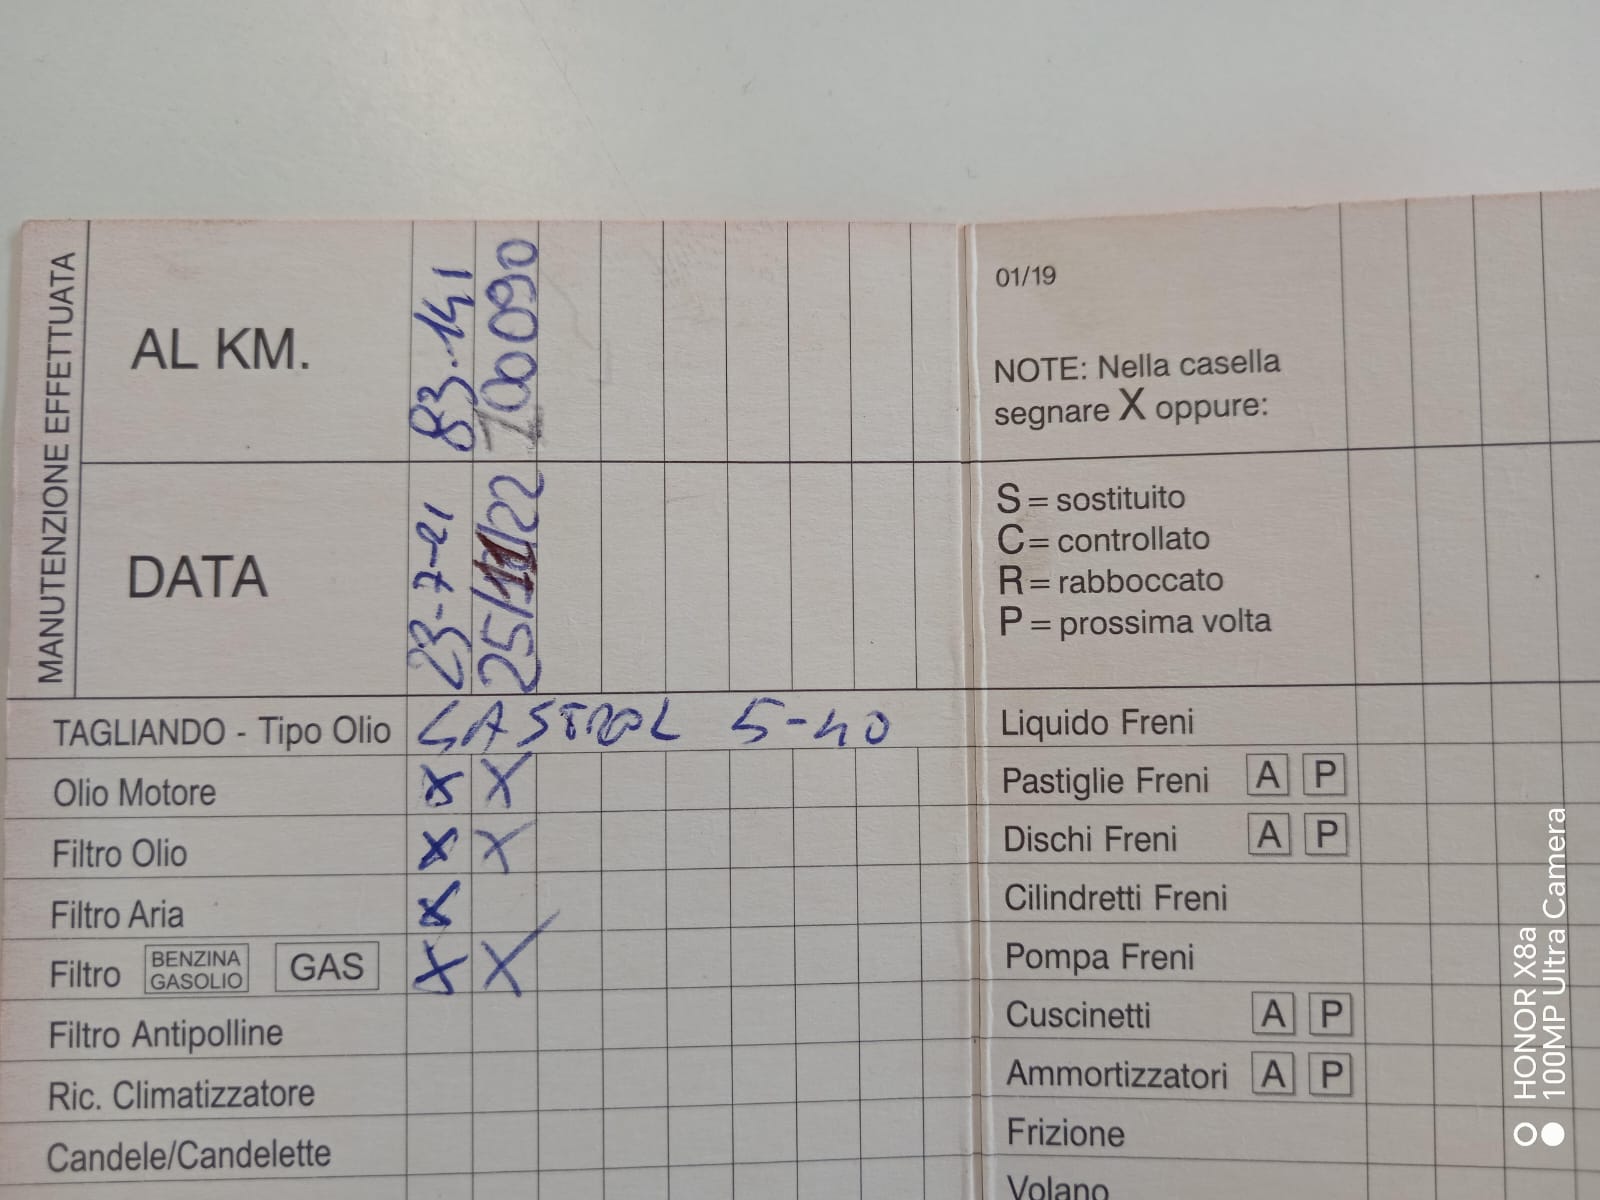 MANUTENZIONE EFFETTUATA
AL KM. 83.141 100090
DATA 23-7-21 25/11/22
TAGLIANDO - Tipo Olio CASTROL 5-40
Olio Motore X X
Filtro Olio X X
Filtro Aria X
Filtro BENZINA GASOLIO GAS X X
Filtro Antipolline
Ric. Climatizzatore
Candele/Candelette
01/19
NOTE: Nella casella
segnare X oppure:
S = sostituito
C = controllato
R = rabboccato
P = prossima volta
Liquido Freni
Pastiglie Freni A P
Dischi Freni A P
Cilindretti Freni
Pompa Freni
Cuscinetti A P
Ammortizzatori A P
Frizione
Volano
HONOR X8a
100MP Ultra Camera